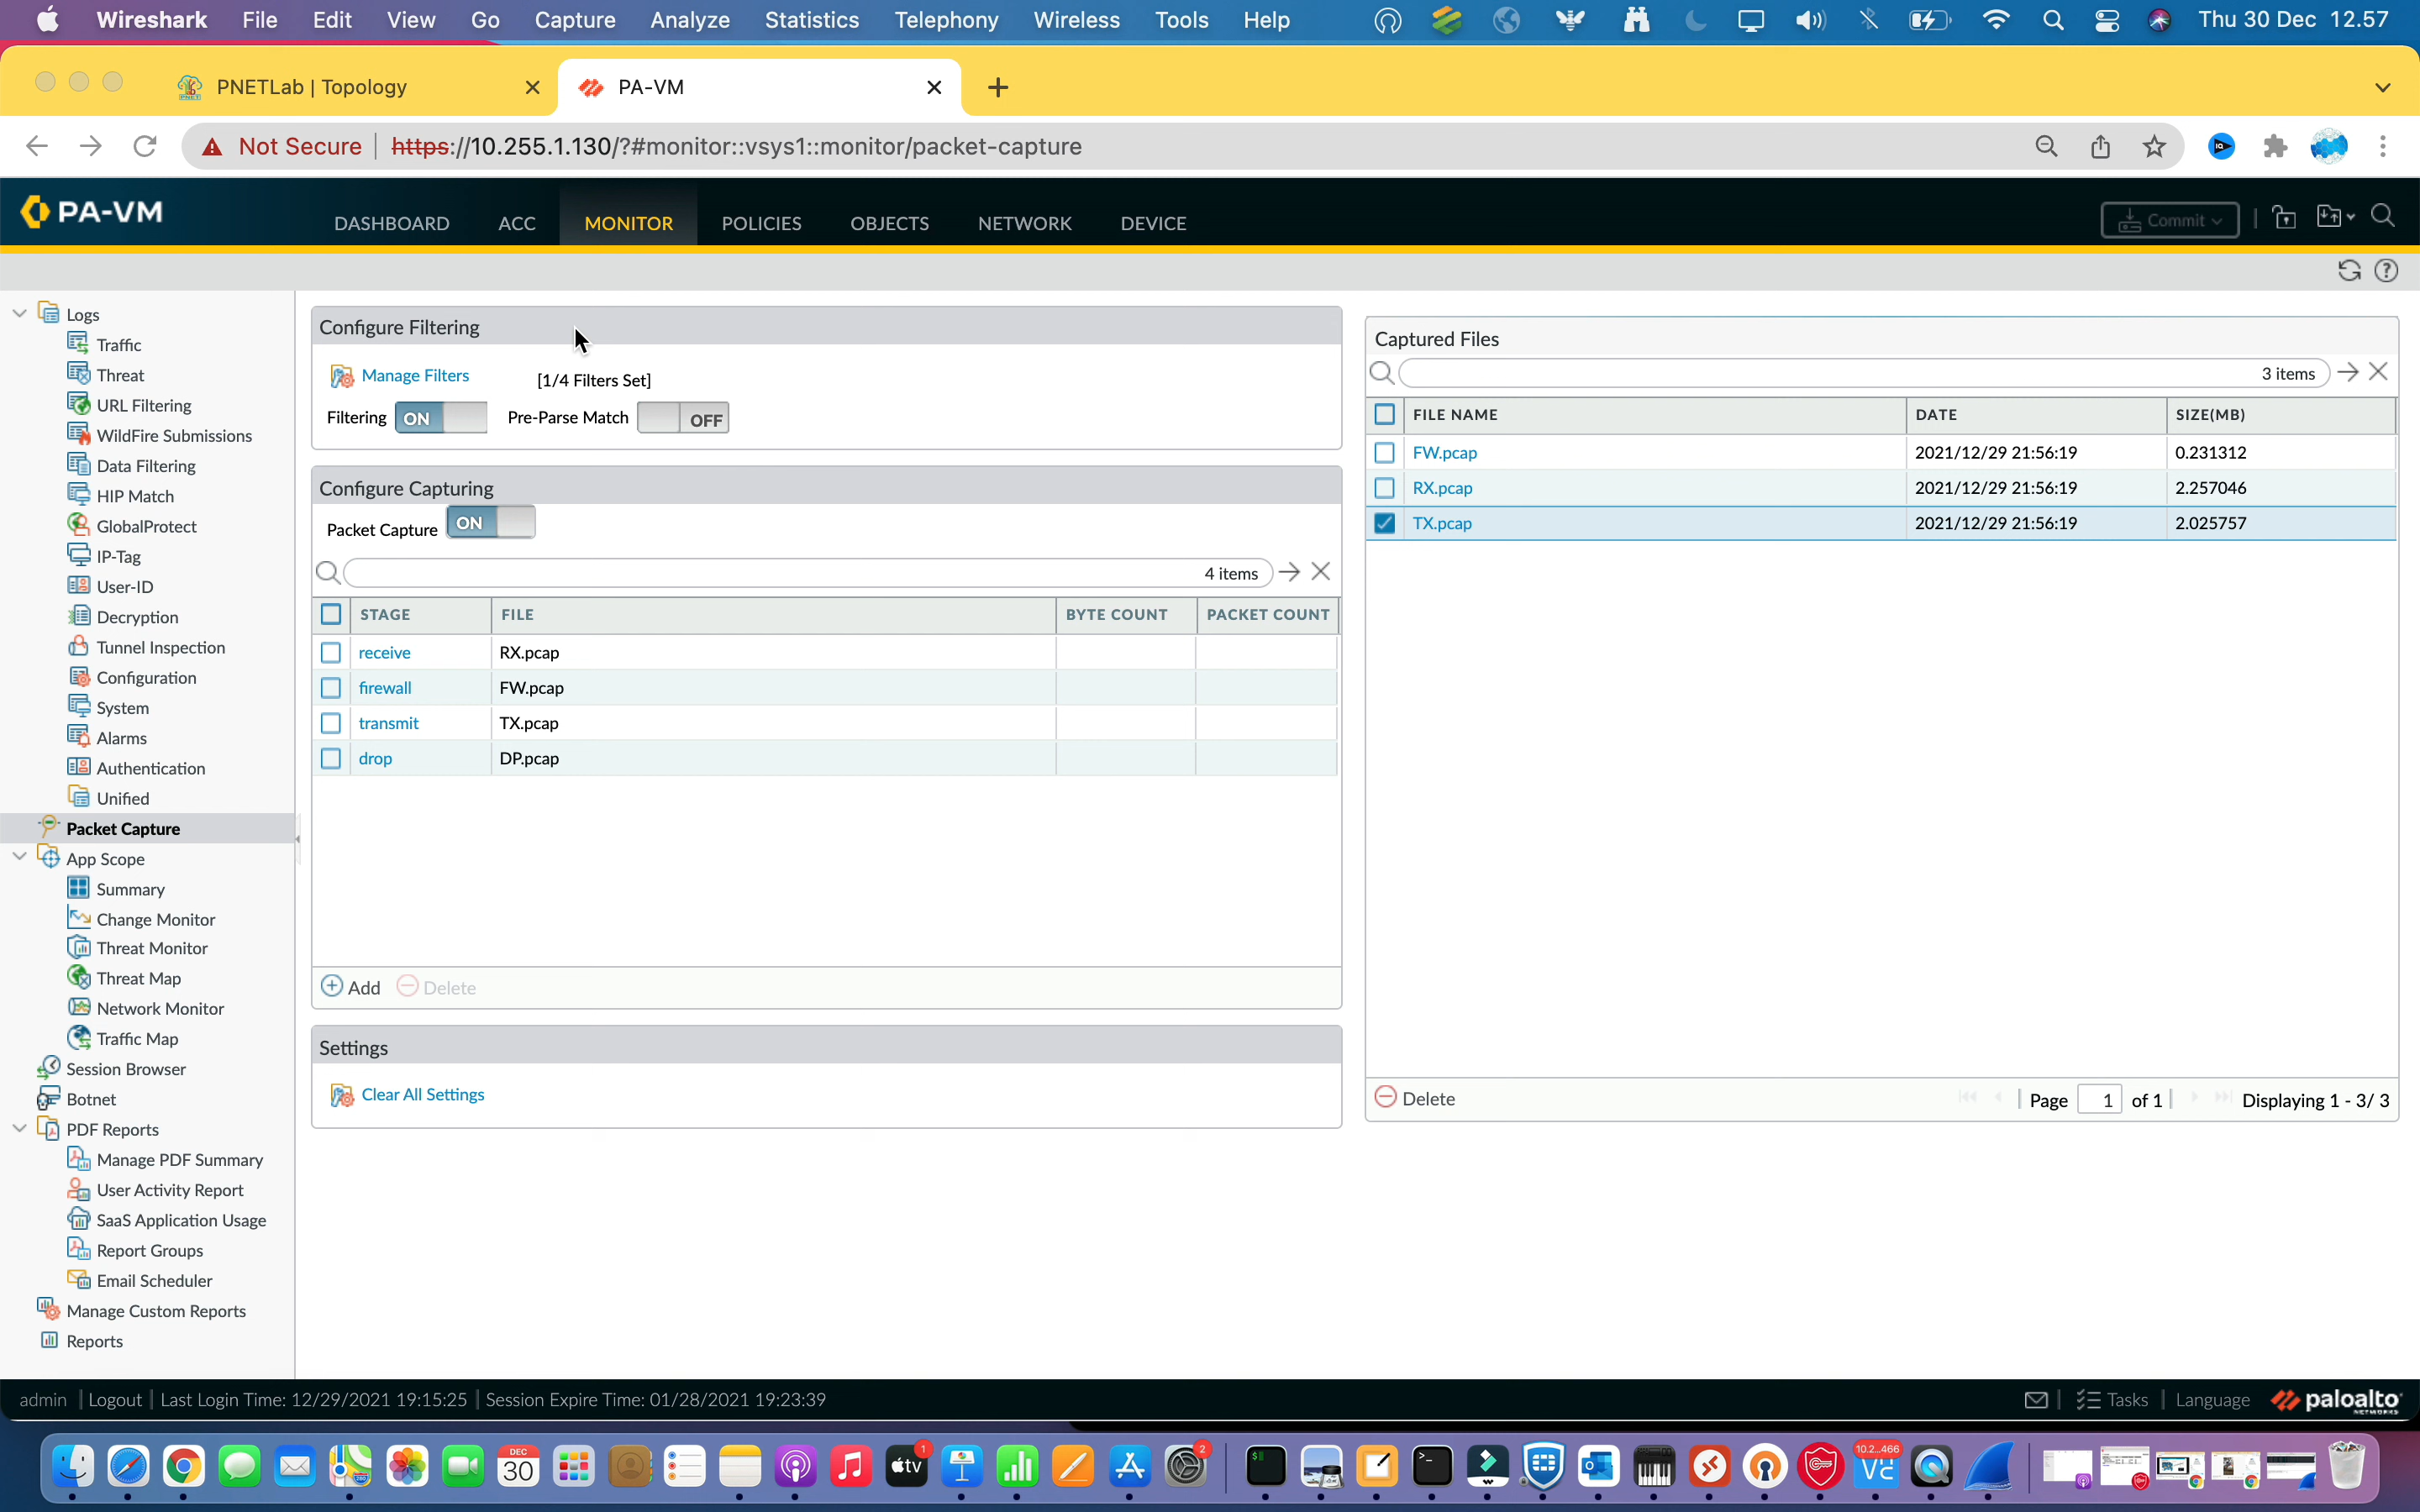 Wireshark File Edit View Go Capture Analyze Statistics Telephony Wireless Tools Help Thu 30 Dec 12.57
PNETLab | Topology PA-VM
Not Secure https://10.255.1.130/?#monitor::vsys1::monitor/packet-capture
PA-VM DASHBOARD ACC MONITOR POLICIES OBJECTS NETWORK DEVICE Commit
Logs
Traffic
Threat
URL Filtering
WildFire Submissions
Data Filtering
HIP Match
GlobalProtect
IP-Tag
User-ID
Decryption
Tunnel Inspection
Configuration
System
Alarms
Authentication
Unified
Packet Capture
App Scope
Summary
Change Monitor
Threat Monitor
Threat Map
Network Monitor
Traffic Map
Session Browser
Botnet
PDF Reports
Manage PDF Summary
User Activity Report
SaaS Application Usage
Report Groups
Email Scheduler
Manage Custom Reports
Reports
Configure Filtering
Manage Filters [1/4 Filters Set]
Filtering ON Pre-Parse Match OFF
Configure Capturing
Packet Capture ON
4 items
STAGE FILE BYTE COUNT PACKET COUNT
receive RX.pcap
firewall FW.pcap
transmit TX.pcap
drop DP.pcap
Add Delete
Settings
Clear All Settings
Captured Files
3 items
FILE NAME DATE SIZE(MB)
FW.pcap 2021/12/29 21:56:19 0.231312
RX.pcap 2021/12/29 21:56:19 2.257046
TX.pcap 2021/12/29 21:56:19 2.025757
Delete Page 1 of 1 Displaying 1 - 3/ 3
admin Logout Last Login Time: 12/29/2021 19:15:25 Session Expire Time: 01/28/2021 19:23:39 Tasks Language paloalto NETWORKS
DEC
30
tv
1
2
10.2...466